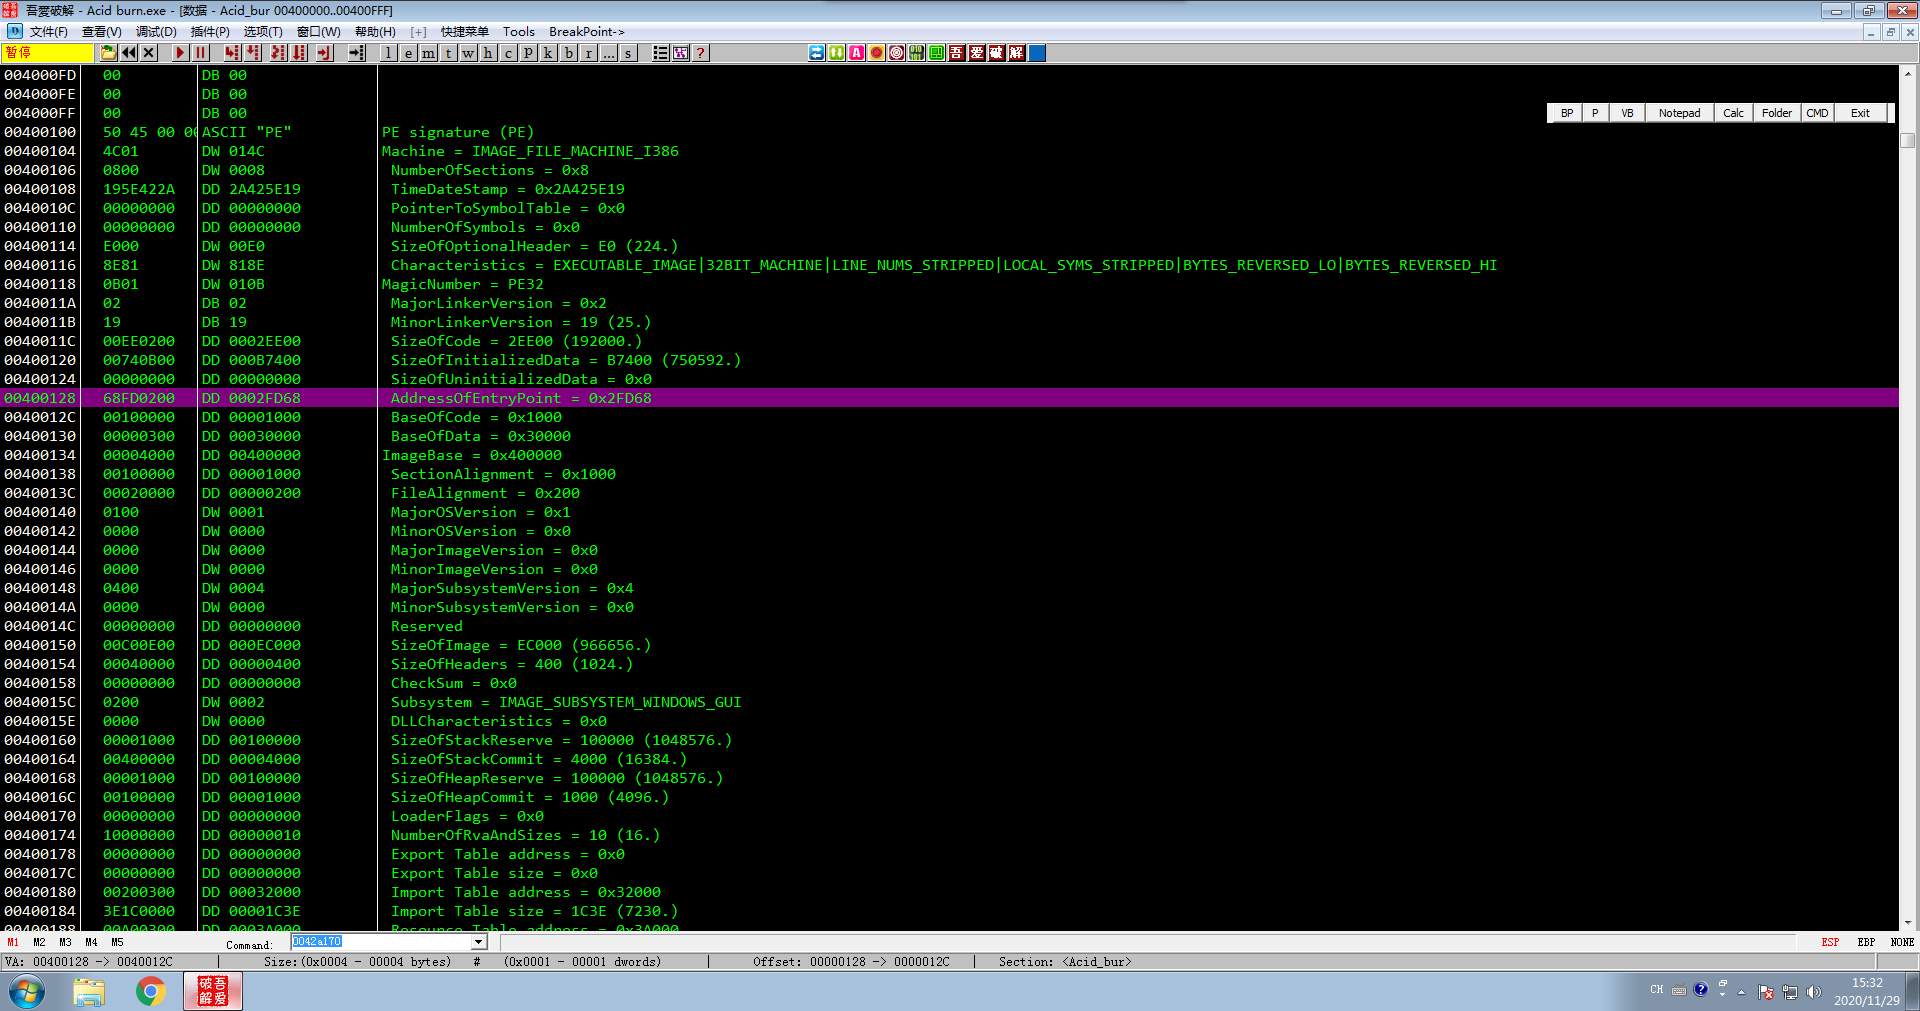 吾愛破解 - Acid burn.exe - [数据 - Acid_bur 00400000..00400FFF]
文件(F) 查看(V) 调试(D) 插件(P) 选项(T) 窗口(W) 帮助(H) [+] 快捷菜单 Tools BreakPoint->
暂停 l e m t w h c p k b r ... s ?
BP P VB Notepad Calc Folder CMD Exit
004000FD 00 DB 00
004000FE 00 DB 00
004000FF 00 DB 00
00400100 50 45 00 00 ASCII "PE" PE signature (PE)
00400104 4C01 DW 014C Machine = IMAGE_FILE_MACHINE_I386
00400106 0800 DW 0008 NumberOfSections = 0x8
00400108 195E422A DD 2A425E19 TimeDateStamp = 0x2A425E19
0040010C 00000000 DD 00000000 PointerToSymbolTable = 0x0
00400110 00000000 DD 00000000 NumberOfSymbols = 0x0
00400114 E000 DW 00E0 SizeOfOptionalHeader = E0 (224.)
00400116 8E81 DW 818E Characteristics = EXECUTABLE_IMAGE|32BIT_MACHINE|LINE_NUMS_STRIPPED|LOCAL_SYMS_STRIPPED|BYTES_REVERSED_LO|BYTES_REVERSED_HI
00400118 0B01 DW 010B MagicNumber = PE32
0040011A 02 DB 02 MajorLinkerVersion = 0x2
0040011B 19 DB 19 MinorLinkerVersion = 19 (25.)
0040011C 00EE0200 DD 0002EE00 SizeOfCode = 2EE00 (192000.)
00400120 00740B00 DD 000B7400 SizeOfInitializedData = B7400 (750592.)
00400124 00000000 DD 00000000 SizeOfUninitializedData = 0x0
00400128 68FD0200 DD 0002FD68 AddressOfEntryPoint = 0x2FD68
0040012C 00100000 DD 00001000 BaseOfCode = 0x1000
00400130 00000300 DD 00030000 BaseOfData = 0x30000
00400134 00004000 DD 00400000 ImageBase = 0x400000
00400138 00100000 DD 00001000 SectionAlignment = 0x1000
0040013C 00020000 DD 00000200 FileAlignment = 0x200
00400140 0100 DW 0001 MajorOSVersion = 0x1
00400142 0000 DW 0000 MinorOSVersion = 0x0
00400144 0000 DW 0000 MajorImageVersion = 0x0
00400146 0000 DW 0000 MinorImageVersion = 0x0
00400148 0400 DW 0004 MajorSubsystemVersion = 0x4
0040014A 0000 DW 0000 MinorSubsystemVersion = 0x0
0040014C 00000000 DD 00000000 Reserved
00400150 00C00E00 DD 000EC000 SizeOfImage = EC000 (966656.)
00400154 00040000 DD 00000400 SizeOfHeaders = 400 (1024.)
00400158 00000000 DD 00000000 CheckSum = 0x0
0040015C 0200 DW 0002 Subsystem = IMAGE_SUBSYSTEM_WINDOWS_GUI
0040015E 0000 DW 0000 DLLCharacteristics = 0x0
00400160 00001000 DD 00100000 SizeOfStackReserve = 100000 (1048576.)
00400164 00400000 DD 00004000 SizeOfStackCommit = 4000 (16384.)
00400168 00001000 DD 00100000 SizeOfHeapReserve = 100000 (1048576.)
0040016C 00100000 DD 00001000 SizeOfHeapCommit = 1000 (4096.)
00400170 00000000 DD 00000000 LoaderFlags = 0x0
00400174 10000000 DD 00000010 NumberOfRvaAndSizes = 10 (16.)
00400178 00000000 DD 00000000 Export Table address = 0x0
0040017C 00000000 DD 00000000 Export Table size = 0x0
00400180 00200300 DD 00032000 Import Table address = 0x32000
00400184 3E1C0000 DD 00001C3E Import Table size = 1C3E (7230.)
00400188 00A00300 DD 0003A000 Resource Table address = 0x3A000
M1 M2 M3 M4 M5 Command: 0042a170 ESP EBP NONE
VA: 00400128 -> 0040012C Size:(0x0004 - 00004 bytes) # (0x0001 - 00001 dwords) Offset: 00000128 -> 0000012C Section: <Acid_bur>
CH 15:32
2020/11/29